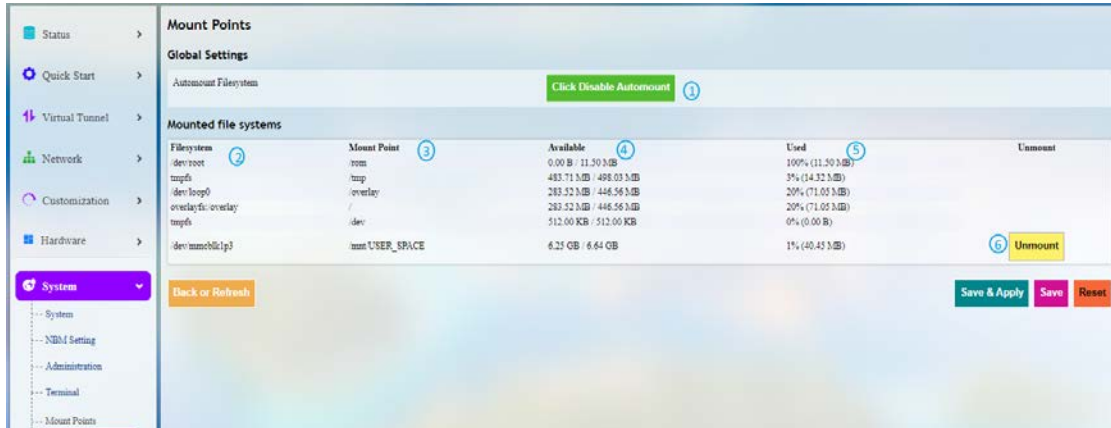 Status
Quick Start
Virtual Tunnel
Network
Customization
Hardware
System
System
NBM Setting
Administration
Terminal
Mount Points
Mount Points
Global Settings
Automount Filesystem Click Disable Automount 1
Mounted file systems
Filesystem 2 Mount Point 3 Available 4 Used 5 Unmount
/dev/root /rom 0.00 B / 11.50 MB 100% (11.50 MB)
tmpfs /tmp 483.71 MB / 498.03 MB 3% (14.32 MB)
/dev/loop0 /overlay 283.52 MB / 446.56 MB 20% (71.05 MB)
overlayfs:/overlay / 283.52 MB / 446.56 MB 20% (71.05 MB)
tmpfs /dev 512.00 KB / 512.00 KB 0% (0.00 B)
/dev/mmcblk1p3 /mnt/USER_SPACE 6.25 GB / 6.64 GB 1% (40.45 MB) 6 Unmount
Back or Refresh Save & Apply Save Reset